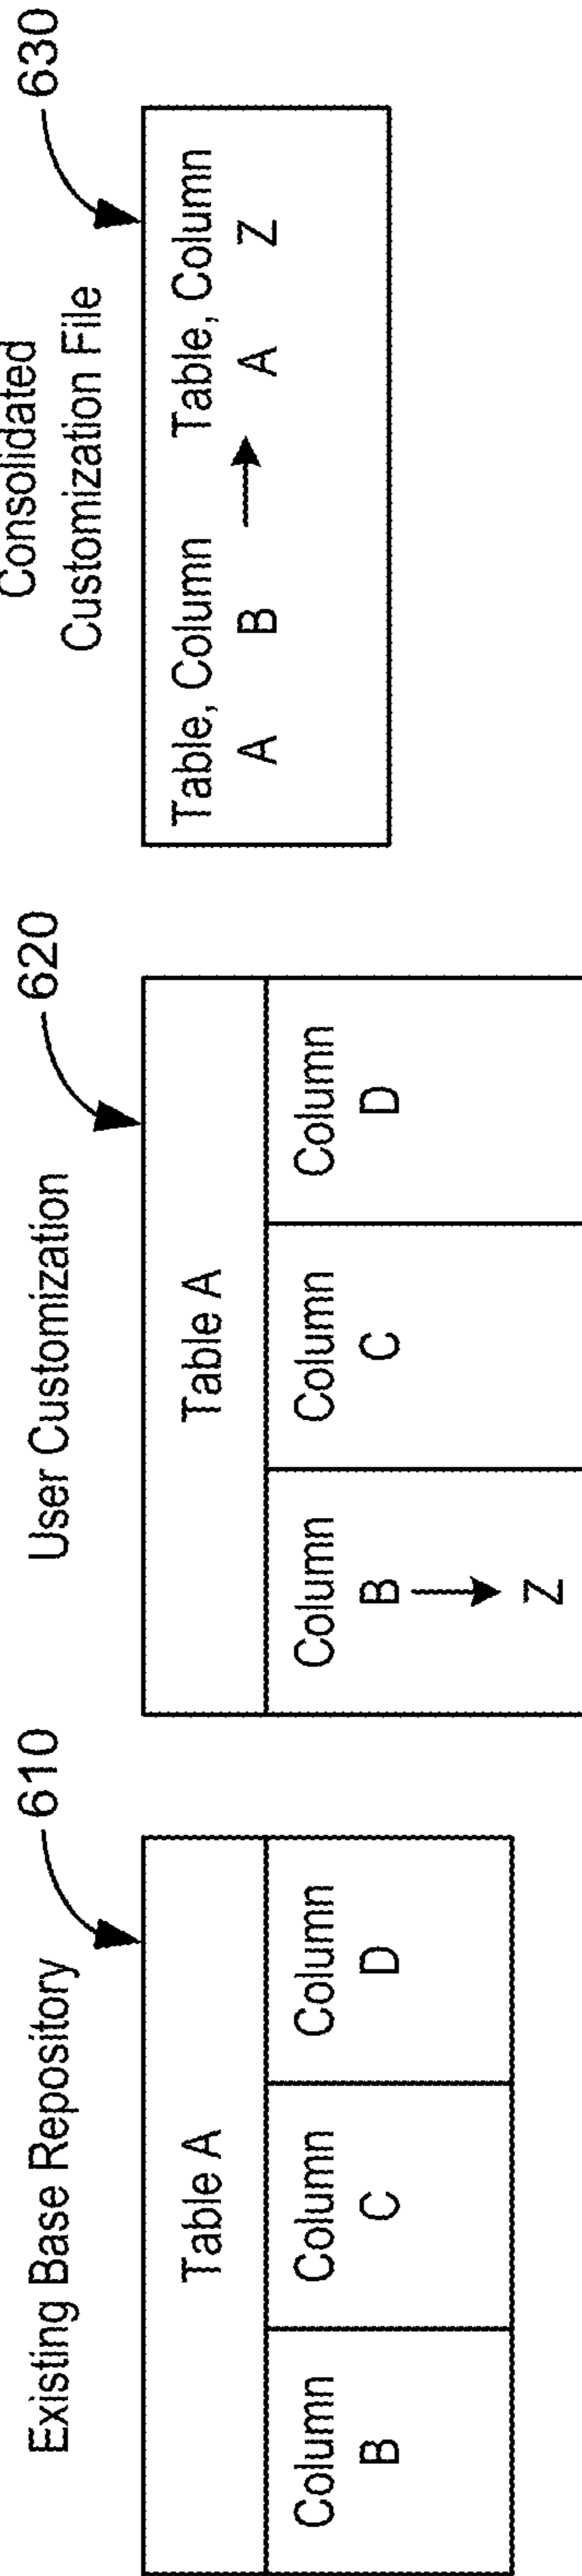 Existing Base Repository
610
Table A
Column
B
Column
C
Column
D
User Customization
620
Table A
Column
B
Z
Column
C
Column
D
Consolidated
Customization File
630
Table, Column Table, Column
A B A Z